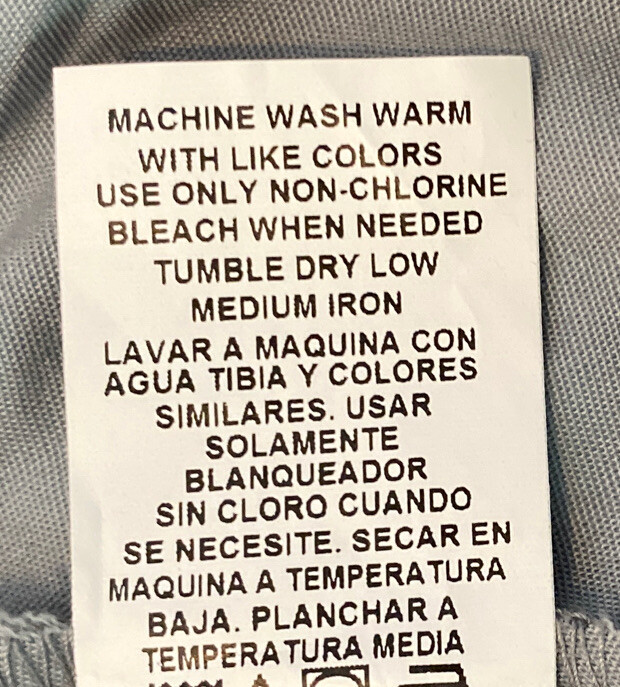 MACHINE WASH WARM
WITH LIKE COLORS
USE ONLY NON-CHLORINE
BLEACH WHEN NEEDED
TUMBLE DRY LOW
MEDIUM IRON
LAVAR A MAQUINA CON
AGUA TIBIA Y COLORES
SIMILARES. USAR
SOLAMENTE
BLANQUEADOR
SIN CLORO CUANDO
SE NECESITE. SECAR EN
MAQUINA A TEMPERATURA
BAJA. PLANCHAR A
TEMPERATURA MEDIA